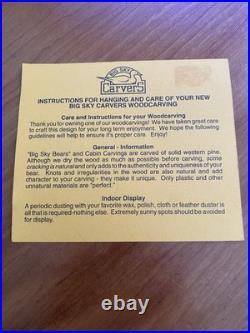 BIG SKY
CARVERS
INSTRUCTIONS FOR HANGING AND CARE OF YOUR NEW
BIG SKY CARVERS WOODCARVING
Care and Instructions for your Woodcarving
Thank you for owning one of our woodcarvings! We have taken great care
to craft this design for your long term enjoyment. We hope the following
guidelines will help to ensure it's proper care. Enjoy!
General - Information
"Big Sky Bears" and Cabin Carvings are carved of solid western pine.
Although we dry the wood as much as possible before carving, some
cracking is natural and only adds to the authenticity and uniqueness of your
bear. Knots and irregularities in the wood are also natural and add
character to your carving - they make it unique. Only plastic and other
unnatural materials are "perfect."
Indoor Display
A periodic dusting with your favorite wax, polish, cloth or feather duster is
all that is required-nothing else. Extremely sunny spots should be avoided
for display.